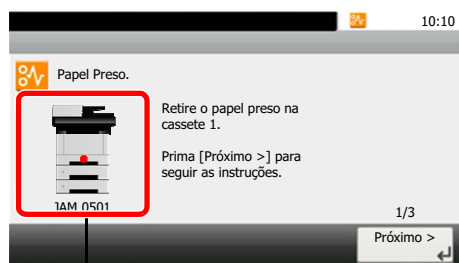 10:10
Papel Preso.
Retire o papel preso na
cassete 1.
Prima [Próximo >] para
seguir as instruções.
JAM 0501
1/3
Próximo >